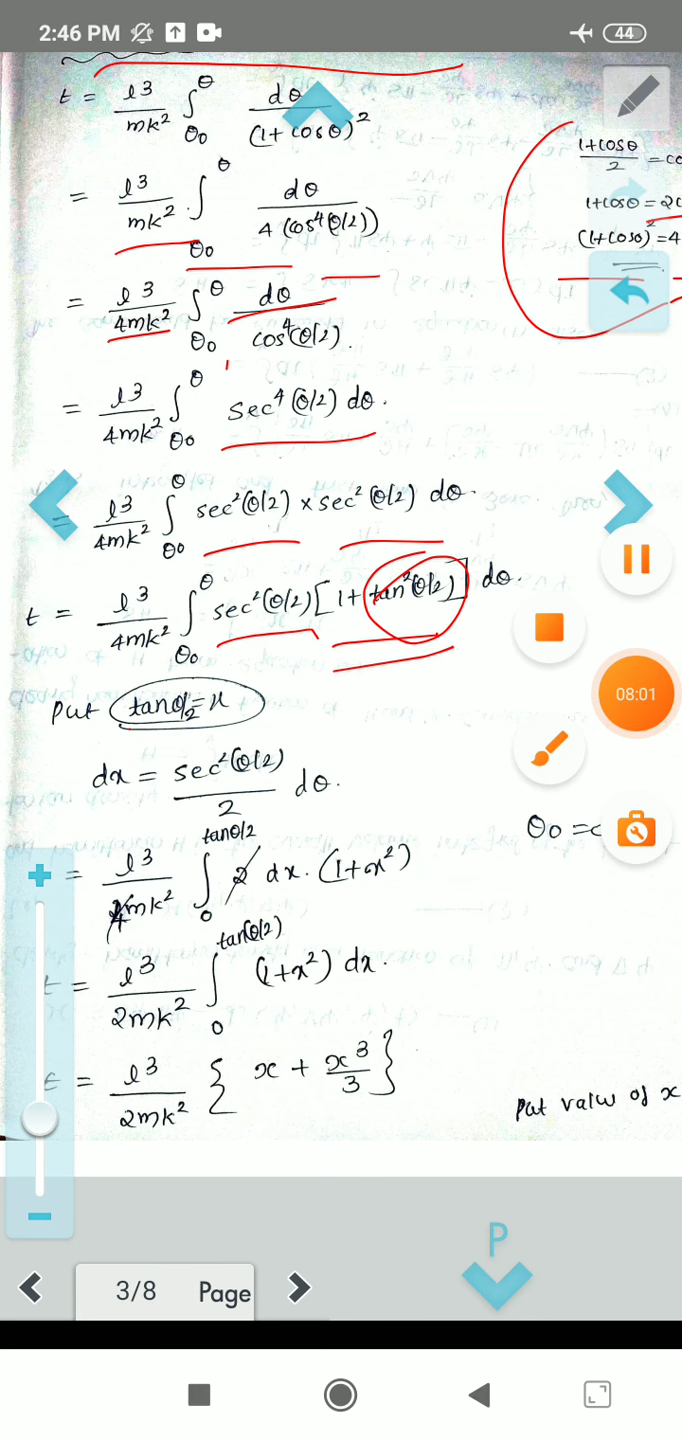 2:46 PM 44
t = l³/mk² ∫θ₀^θ dθ/(1+cosθ)²
1+cosθ/2 = co
= l³/mk² . ∫θ₀^θ dθ/4(cos⁴(θ/2))
1+cosθ = 2c
(1+cosθ)² = 4
= l³/4mk² ∫θ₀^θ dθ/cos⁴(θ/2).
= l³/4mk² ∫θ₀^θ sec⁴(θ/2) dθ.
= l³/4mk² ∫θ₀^θ sec²(θ/2) × sec²(θ/2) dθ.
t = l³/4mk² ∫θ₀^θ sec²(θ/2)[1+(tan²(θ/2)] dθ.
08:01
Put tanθ/2 = x
dx = sec²(θ/2)/2 dθ.
θ₀ =
= l³/4mk² ∫₀^tanθ/2 2 dx. (1+x²)
t = l³/2mk² ∫₀^tan(θ/2) (1+x²) dx.
t = l³/2mk² { x + x³/3 }
Put value of x
P
3/8 Page